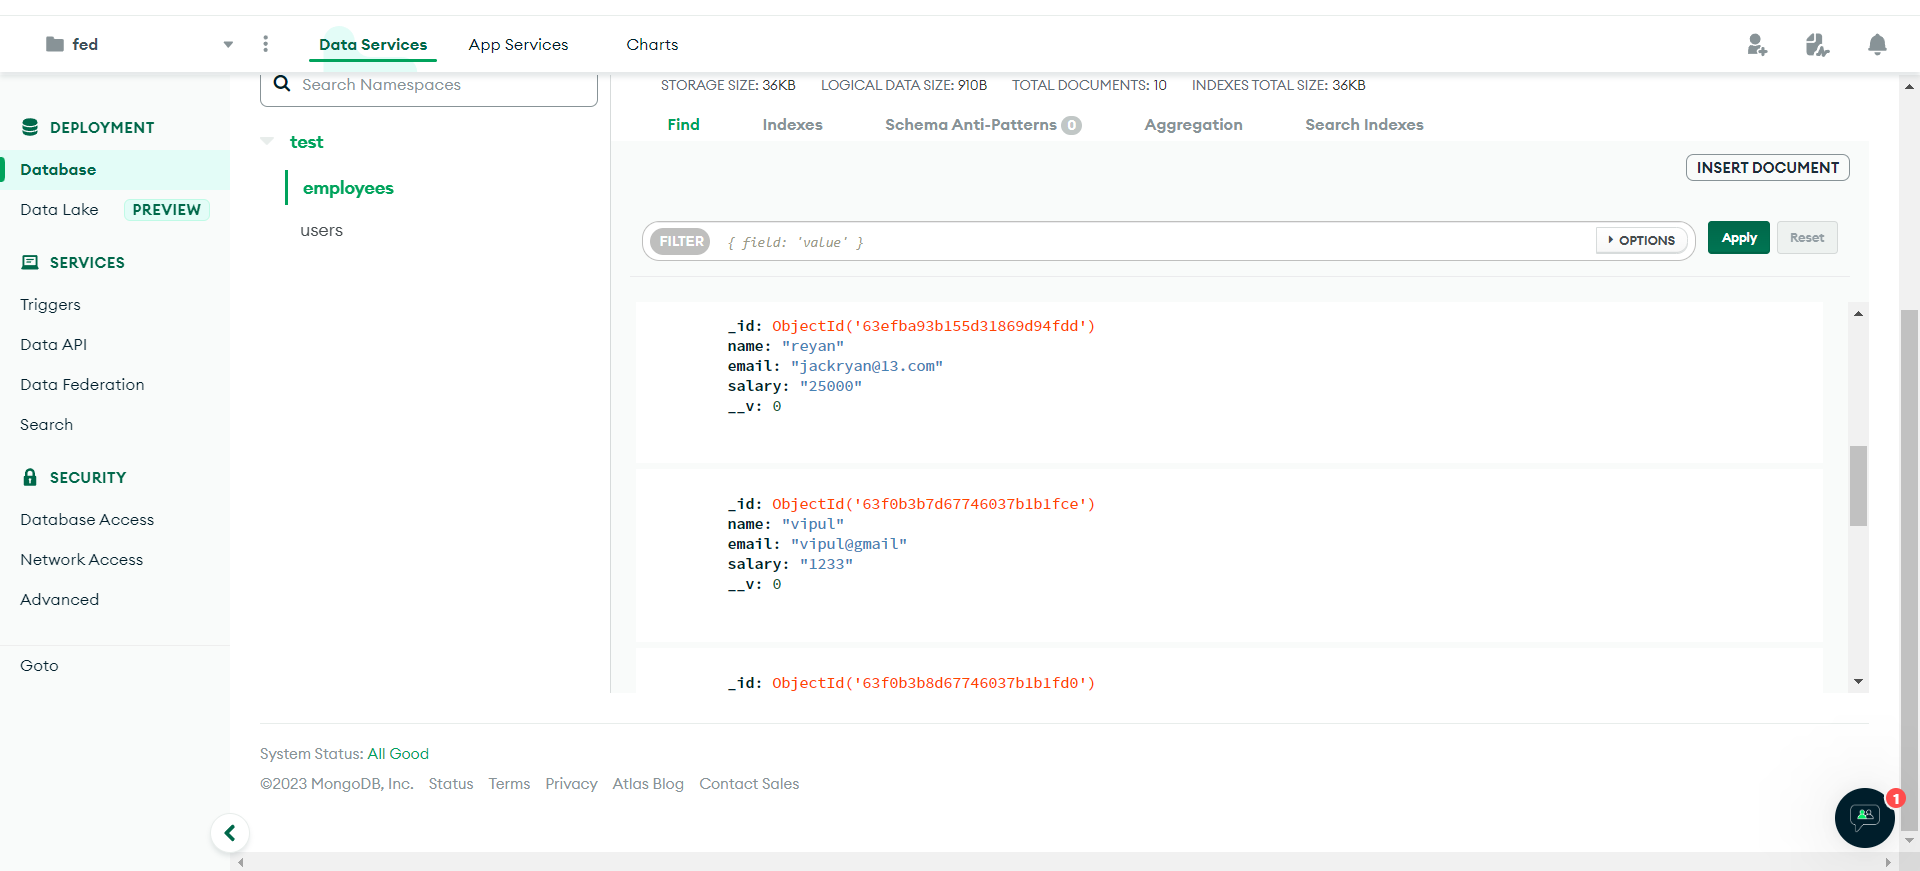 fed
Data Services App Services Charts
Search Namespaces
STORAGE SIZE: 36KB LOGICAL DATA SIZE: 910B TOTAL DOCUMENTS: 10 INDEXES TOTAL SIZE: 36KB
DEPLOYMENT
Database
Data Lake PREVIEW
SERVICES
Triggers
Data API
Data Federation
Search
SECURITY
Database Access
Network Access
Advanced
Goto
test
employees
users
Find Indexes Schema Anti-Patterns 0 Aggregation Search Indexes
INSERT DOCUMENT
FILTER { field: 'value' } OPTIONS Apply Reset
_id: ObjectId('63efba93b155d31869d94fdd')
name: "reyan"
email: "jackryan@13.com"
salary: "25000"
__v: 0
_id: ObjectId('63f0b3b7d67746037b1b1fce')
name: "vipul"
email: "vipul@gmail"
salary: "1233"
__v: 0
_id: ObjectId('63f0b3b8d67746037b1b1fd0')
System Status: All Good
©2023 MongoDB, Inc. Status Terms Privacy Atlas Blog Contact Sales
1